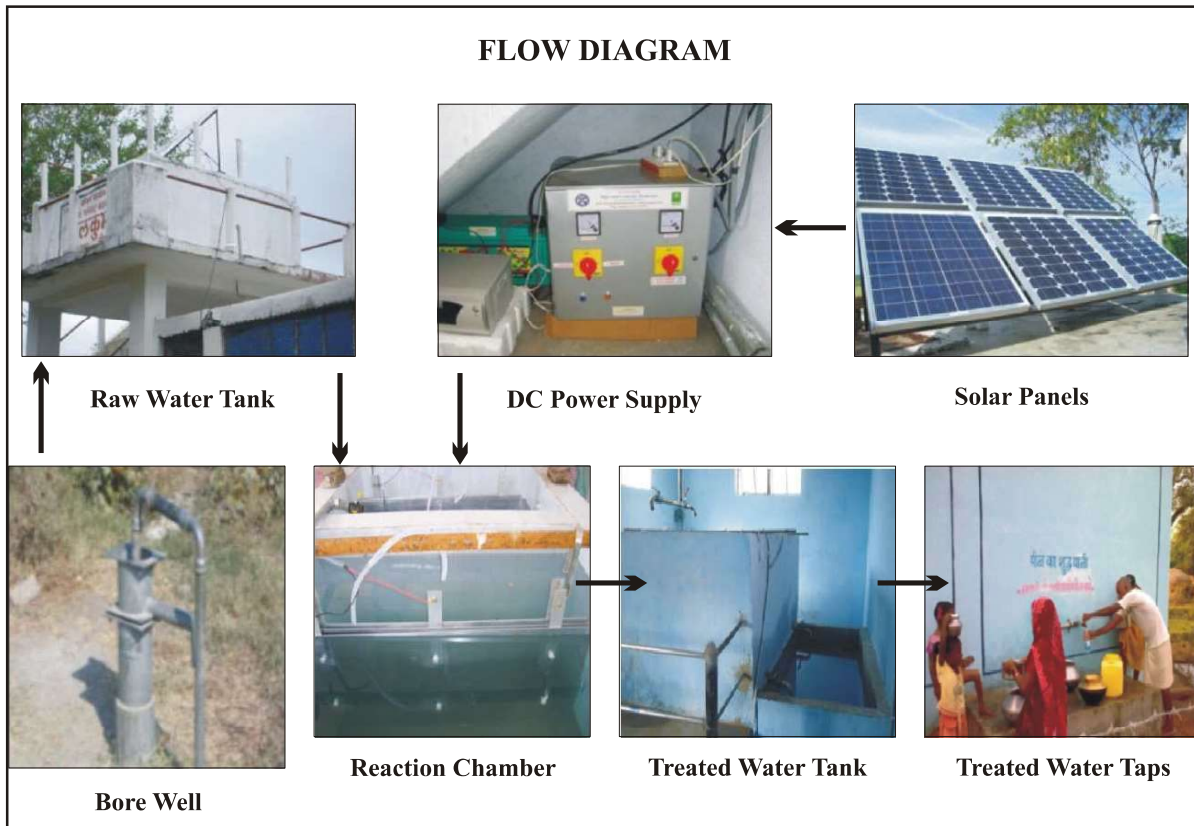 FLOW DIAGRAM
Raw Water Tank
DC Power Supply
Solar Panels
पीने का शुद्ध पानी
Reaction Chamber
Treated Water Tank
Treated Water Taps
Bore Well